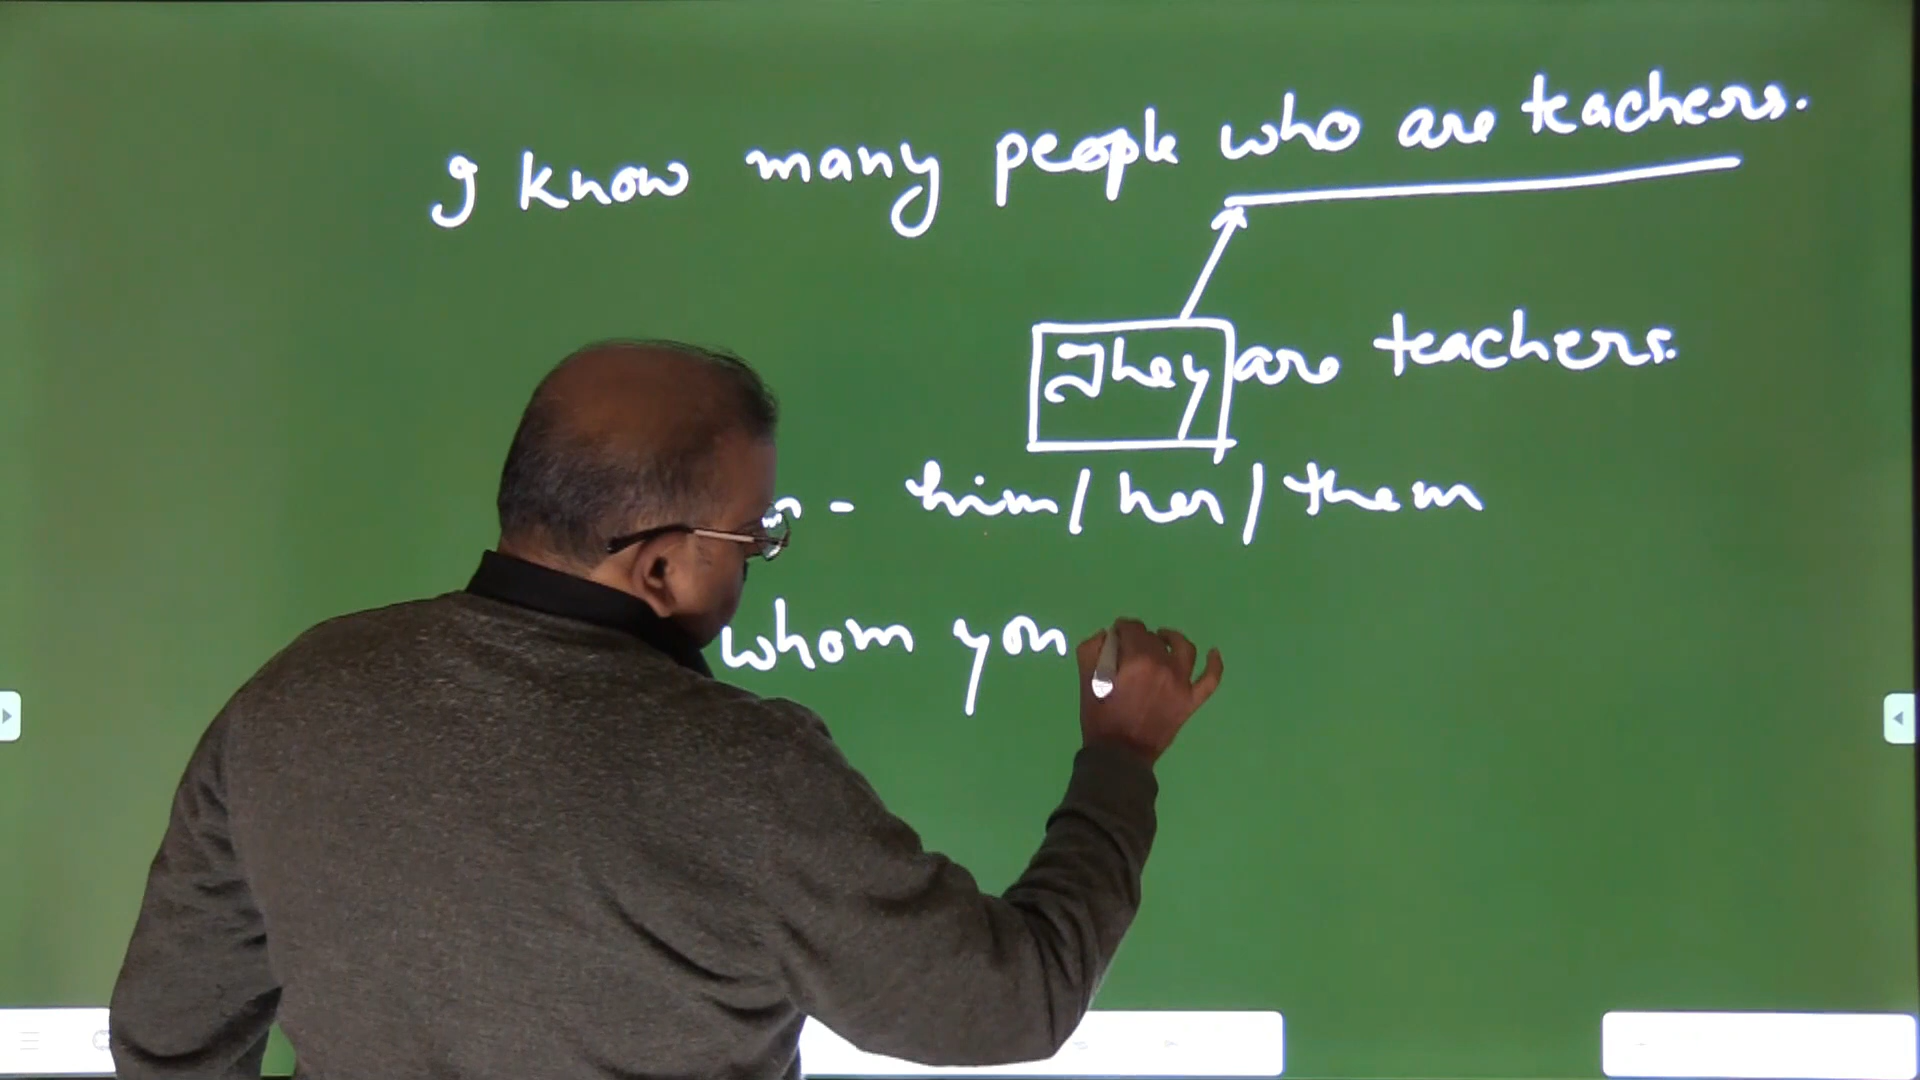 I know many people who are teachers.
They are teachers.
- him/her/them
whom you